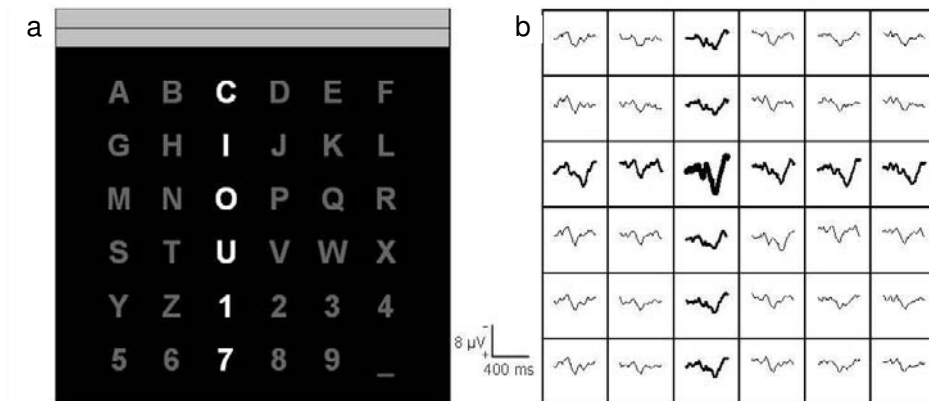 a
A B C D E F
G H I J K L
M N O P Q R
S T U V W X
Y Z 1 2 3 4
5 6 7 8 9 _
b
-
8 µV
+
400 ms